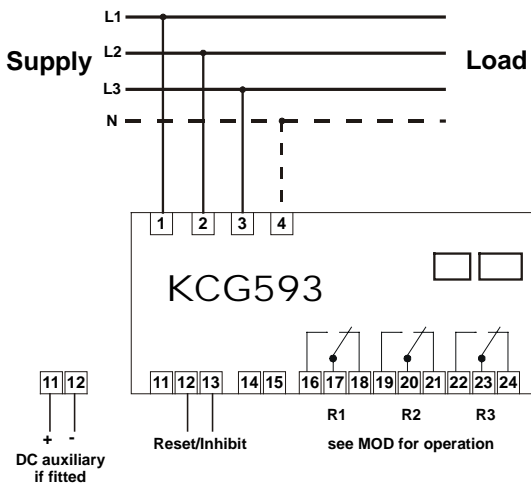 L1
Supply L2 Load
L3
N
1 2 3 4
KCG593
11 12 11 12 13 14 15 16 17 18 19 20 21 22 23 24
R1 R2 R3
+ - Reset/Inhibit see MOD for operation
DC auxiliary
if fitted